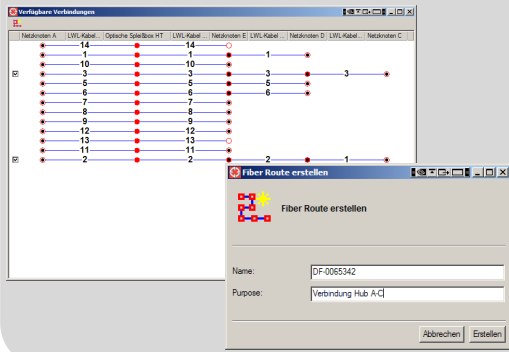 Verfügbare Verbindungen
Netzknoten A LWL-Kabel... Optische Spleißbox HT LWL-Kabel ... Netzknoten E LWL-Kabel ... Netzknoten D LWL-Kabel... Netzknoten C
14 14
1 1 1
10 10
3 3 3 3
5 5 5
6 6 6
7 7
8 8
9 9
12 12
13 13
11 11
2 2 2 1
Fiber Route erstellen
Fiber Route erstellen
Name: DF-0065342
Purpose: Verbindung Hub A-C
Abbrechen Erstellen